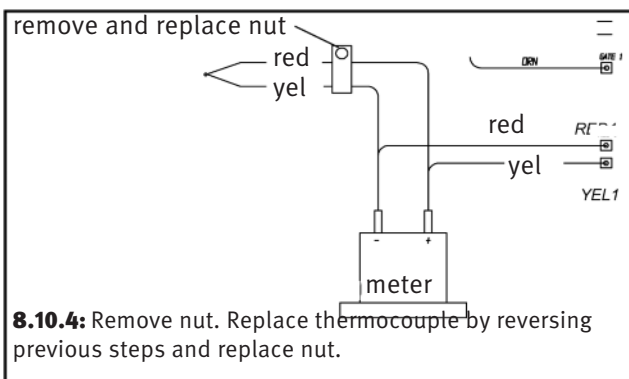 remove and replace nut
red
yel
ORN
GATE 1
red
yel
YEL1
- +
meter
8.10.4: Remove nut. Replace thermocouple by reversing
previous steps and replace nut.